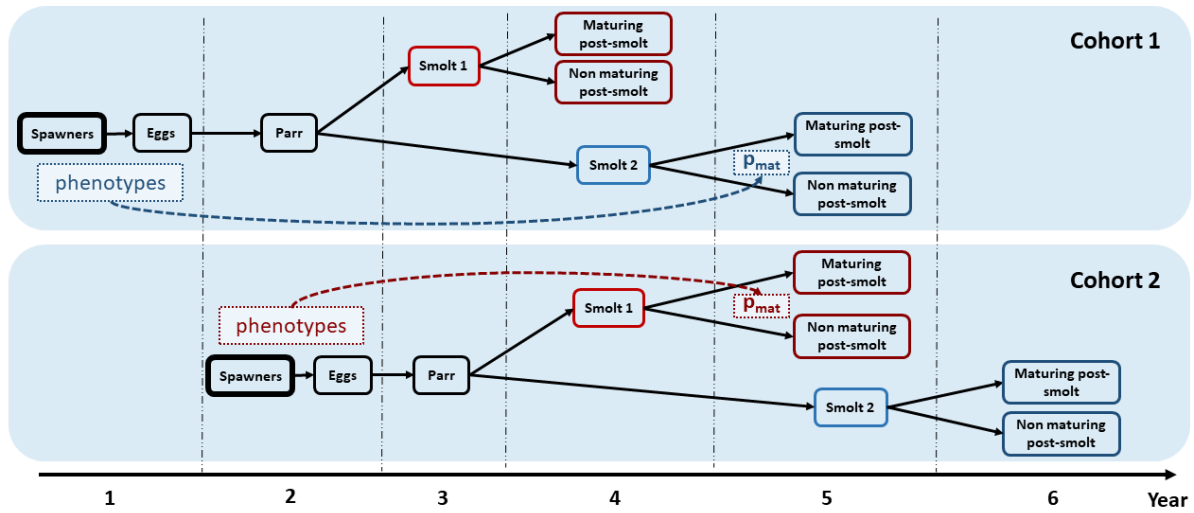 Cohort 1
Maturing
post-smolt
Smolt 1
Non maturing
post-smolt
Spawners
Eggs
Parr
Maturing post-
smolt
Smolt 2
p_mat
phenotypes
Non maturing
post-smolt
Cohort 2
Maturing
post-smolt
p_mat
Smolt 1
phenotypes
Non maturing
post-smolt
Spawners
Eggs
Parr
Maturing post-
smolt
Smolt 2
Non maturing
post-smolt
1 2 3 4 5 6 Year